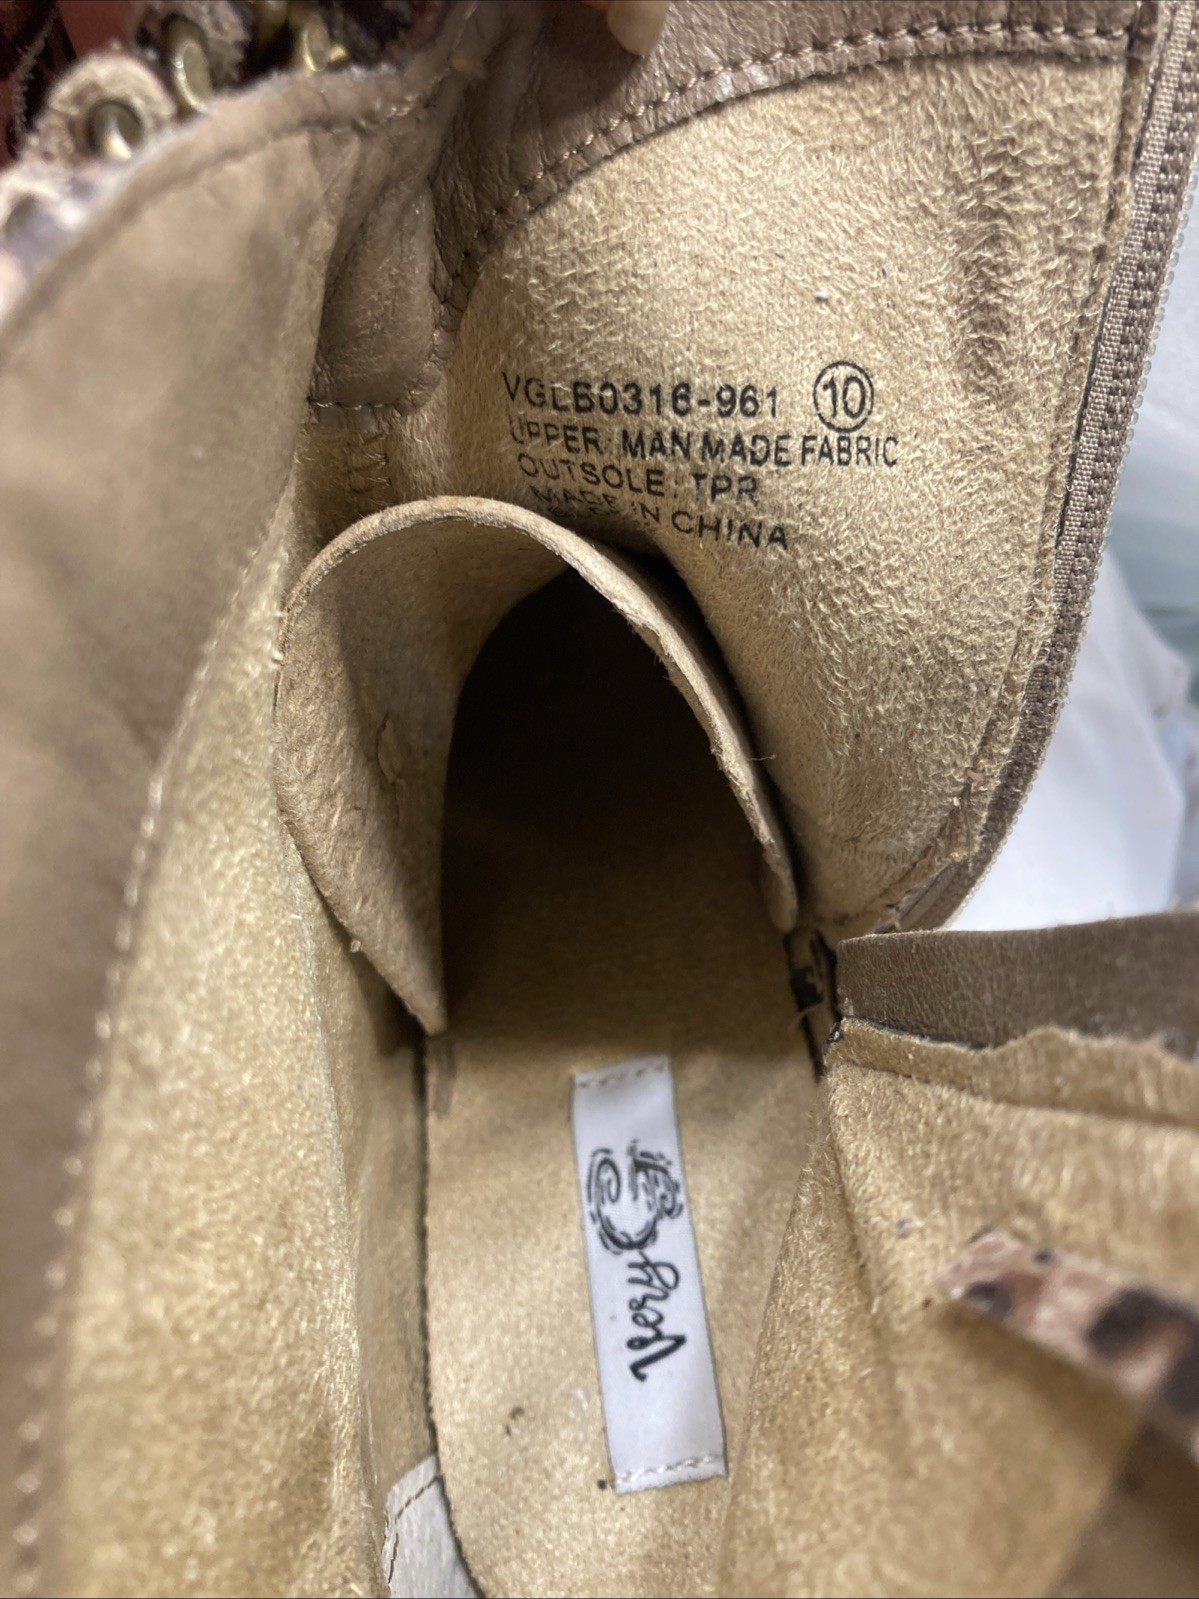 VGLB0316-961 10
UPPER: MAN MADE FABRIC
OUTSOLE: TPR
MADE IN CHINA
Very G